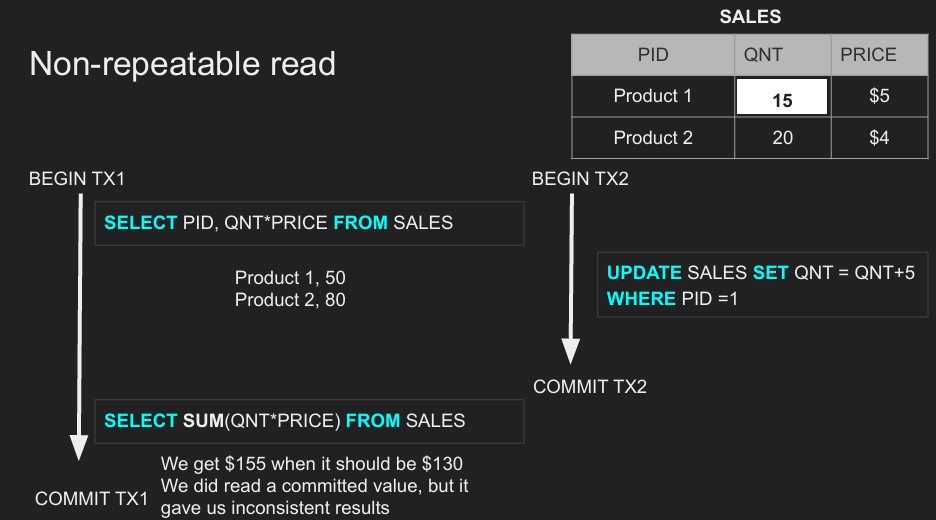 SALES
Non-repeatable read
PID QNT PRICE
Product 1 15 $5
Product 2 20 $4
BEGIN TX1
BEGIN TX2
SELECT PID, QNT*PRICE FROM SALES
Product 1, 50
Product 2, 80
UPDATE SALES SET QNT = QNT+5
WHERE PID =1
COMMIT TX2
SELECT SUM(QNT*PRICE) FROM SALES
We get $155 when it should be $130
We did read a committed value, but it
gave us inconsistent results
COMMIT TX1